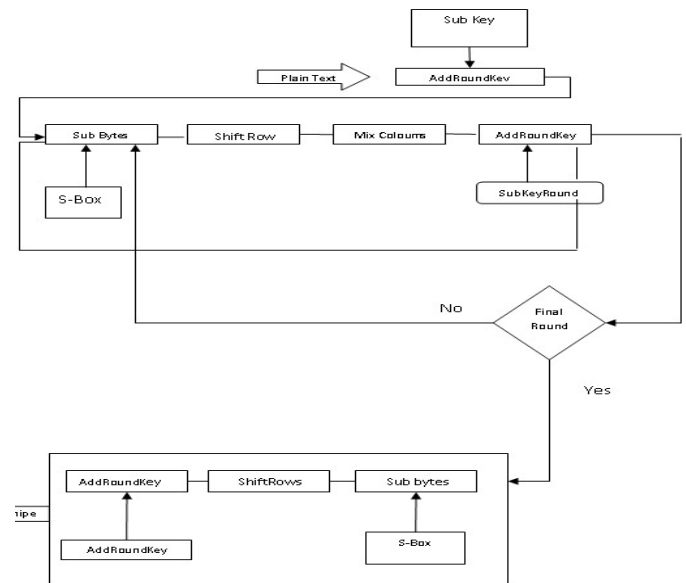 Sub Key
Plain Text
AddRoundKey
Sub Bytes
Shift Row
Mix Coloums
AddRoundKey
S-Box
SubKeyRound
No
Final
Round
Yes
AddRoundKey
ShiftRows
Sub bytes
AddRoundKey
S-Box